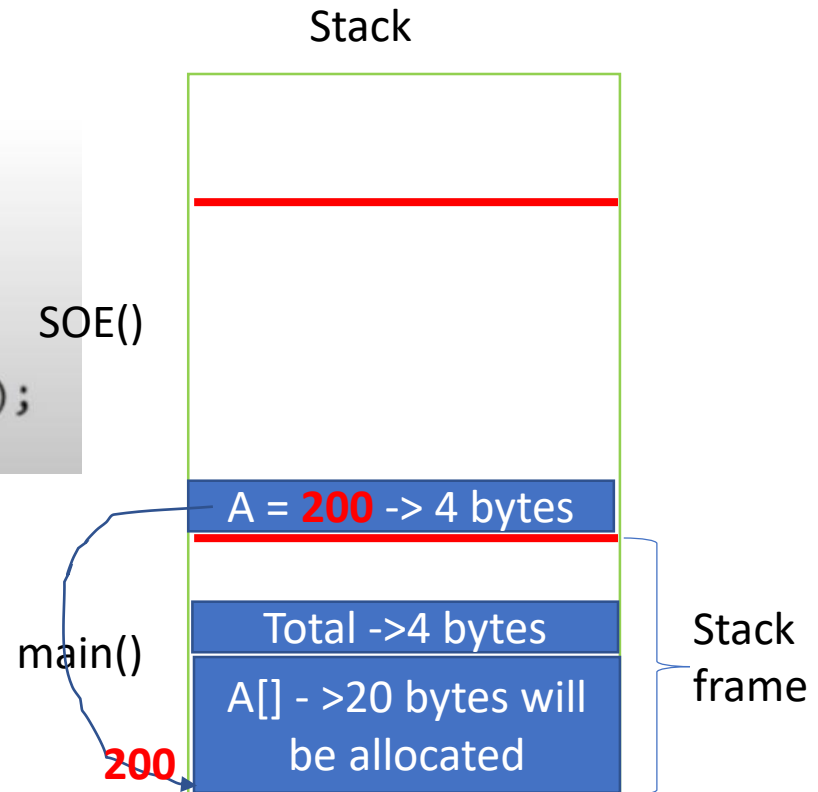 Stack
SOE()
);
A = 200 -> 4 bytes
main()
Total ->4 bytes
Stack
frame
A[] - >20 bytes will
be allocated
200